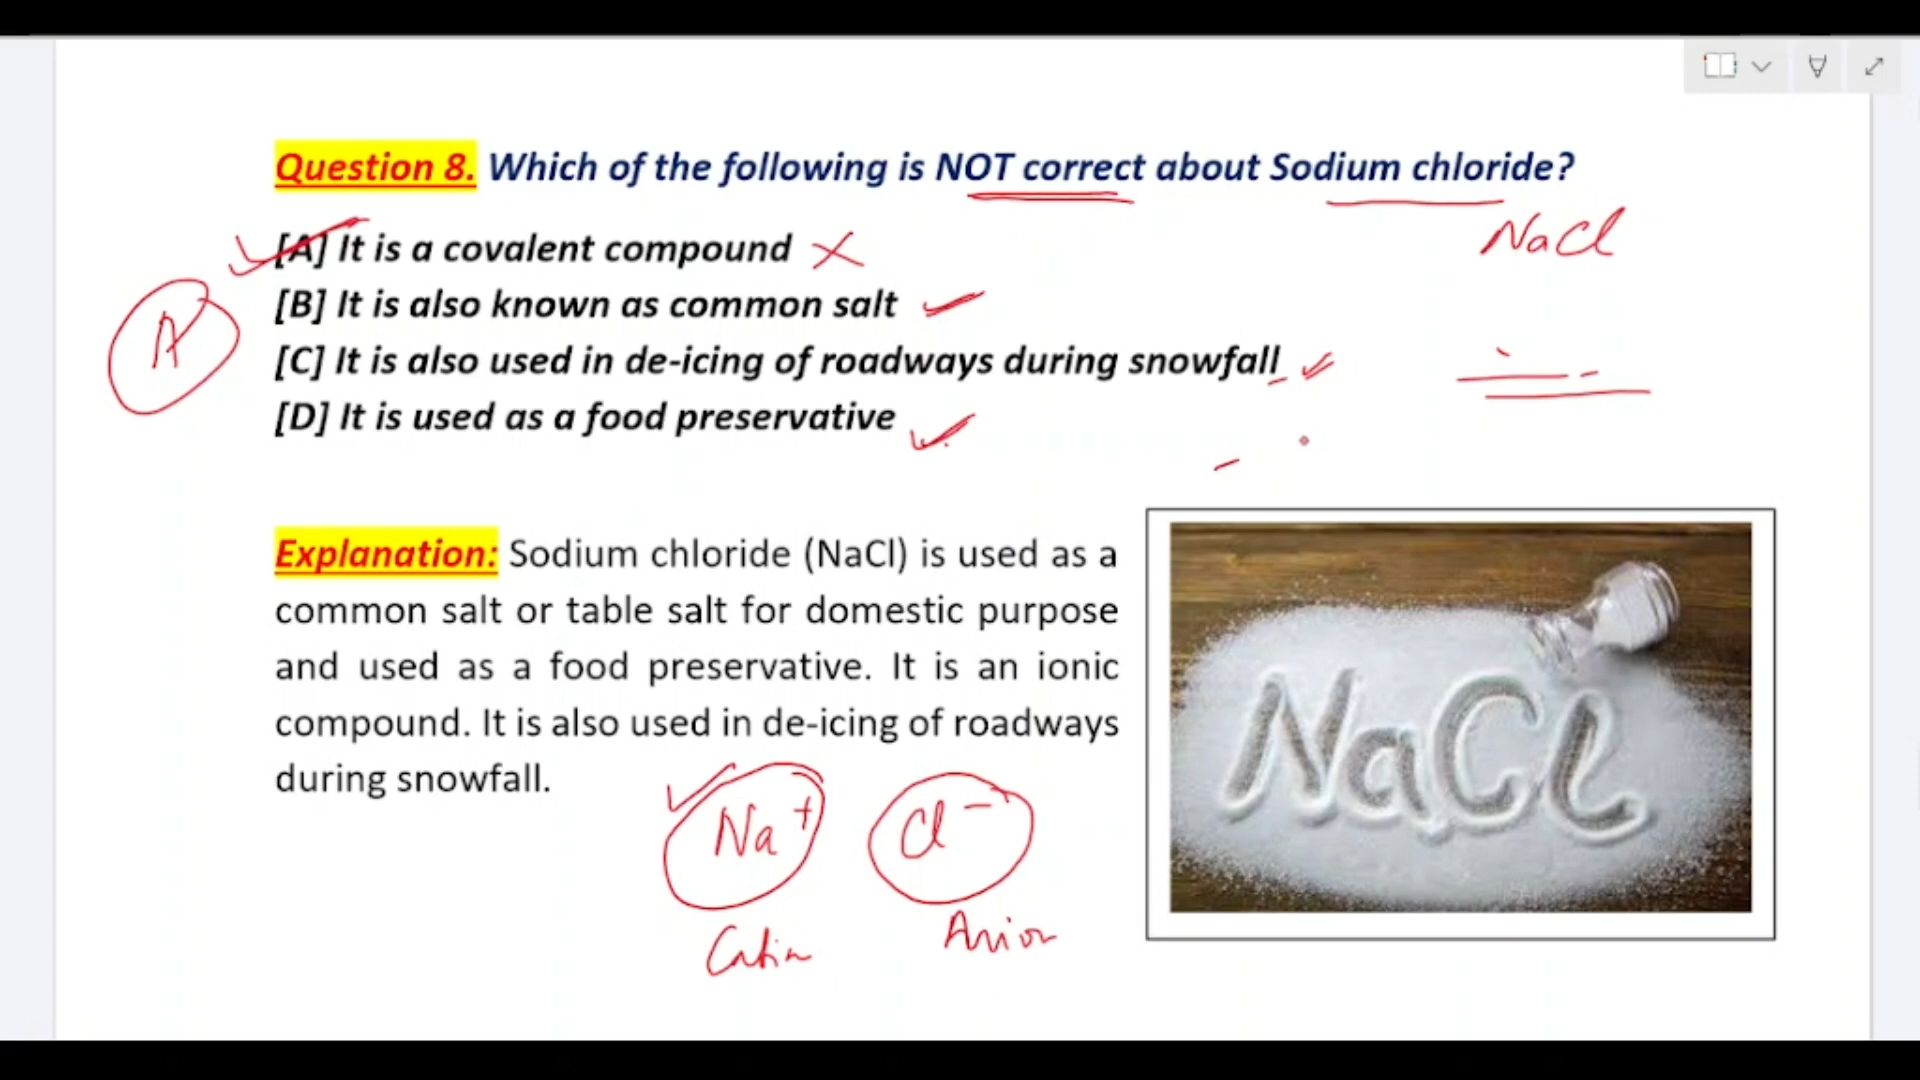 Question 8. Which of the following is NOT correct about Sodium chloride?
NaCl
[A] It is a covalent compound
A
[B] It is also known as common salt
[C] It is also used in de-icing of roadways during snowfall
[D] It is used as a food preservative
Explanation: Sodium chloride (NaCl) is used as a
common salt or table salt for domestic purpose
and used as a food preservative. It is an ionic
compound. It is also used in de-icing of roadways
during snowfall.
NaCl
Na+ Cl−
Cation Anion